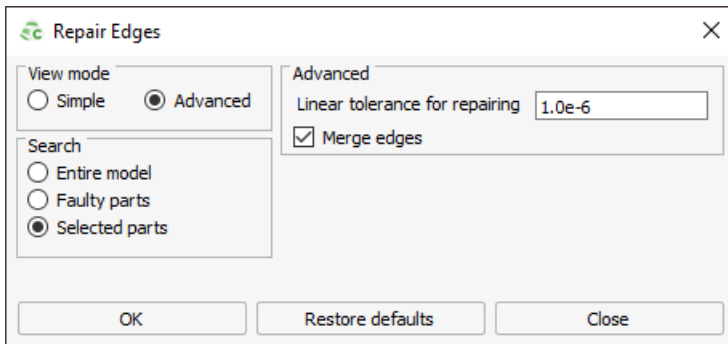 Repair Edges
View mode
Simple Advanced
Search
Entire model
Faulty parts
Selected parts
Advanced
Linear tolerance for repairing 1.0e-6
Merge edges
OK Restore defaults Close